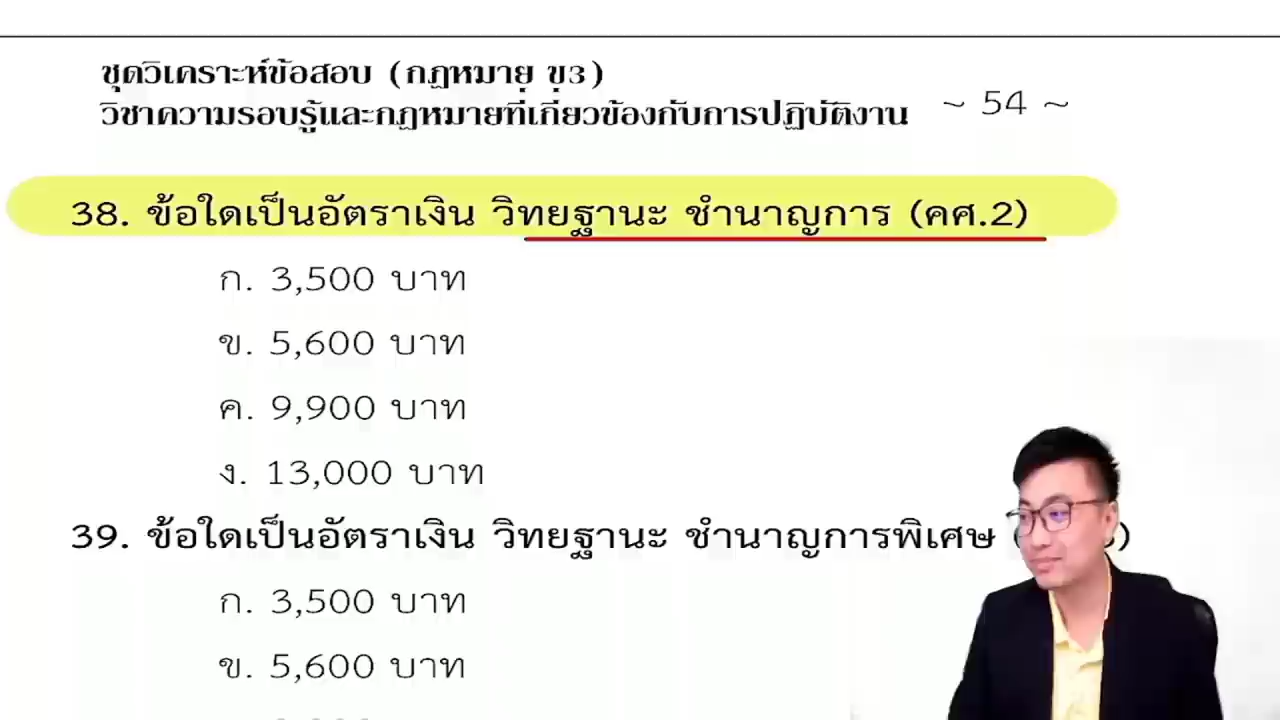 ชุดวิเคราะห์ข้อสอบ (กฎหมาย ข3)
วิชาความรอบรู้และกฎหมายที่เกี่ยวข้องกับการปฏิบัติงาน ~ 54 ~
38. ข้อใดเป็นอัตราเงิน วิทยฐานะ ชำนาญการ (คศ.2)
ก. 3,500 บาท
ข. 5,600 บาท
ค. 9,900 บาท
ง. 13,000 บาท
39. ข้อใดเป็นอัตราเงิน วิทยฐานะ ชำนาญการพิเศษ
ก. 3,500 บาท
ข. 5,600 บาท